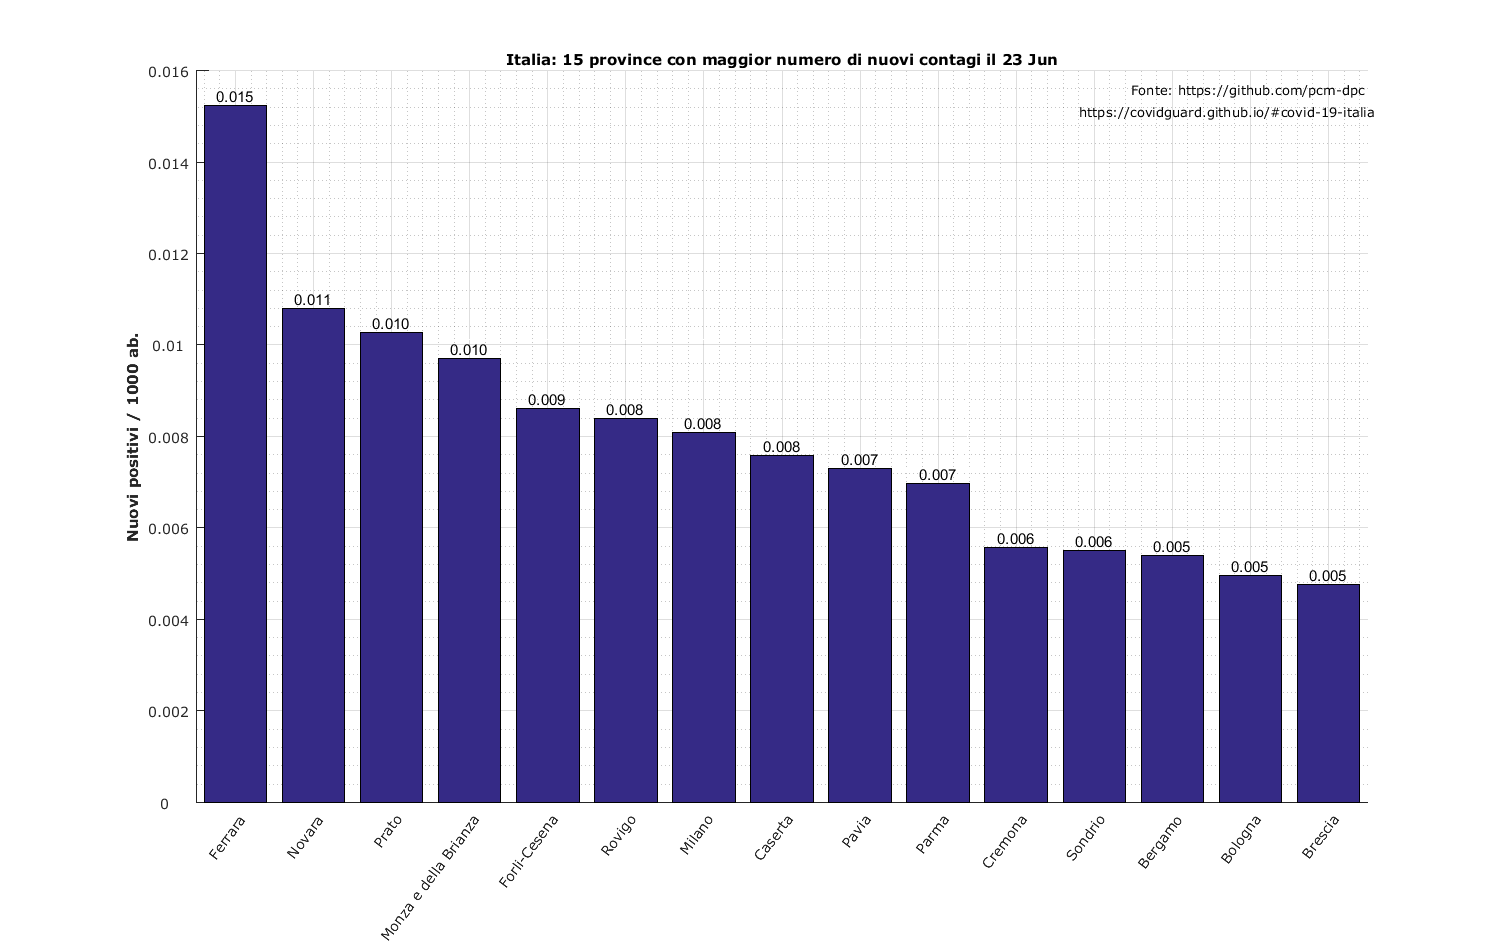 Italia: 15 province con maggior numero di nuovi contagi il 23 Jun
Fonte: https://github.com/pcm-dpc
https://covidguard.github.io/#covid-19-italia
Nuovi positivi / 1000 ab.
0.016
0.014
0.012
0.01
0.008
0.006
0.004
0.002
0
0.015
0.011
0.010
0.010
0.009
0.008
0.008
0.008
0.007
0.007
0.006
0.006
0.005
0.005
0.005
Ferrara
Novara
Prato
Monza e della Brianza
Forlì-Cesena
Rovigo
Milano
Caserta
Pavia
Parma
Cremona
Sondrio
Bergamo
Bologna
Brescia